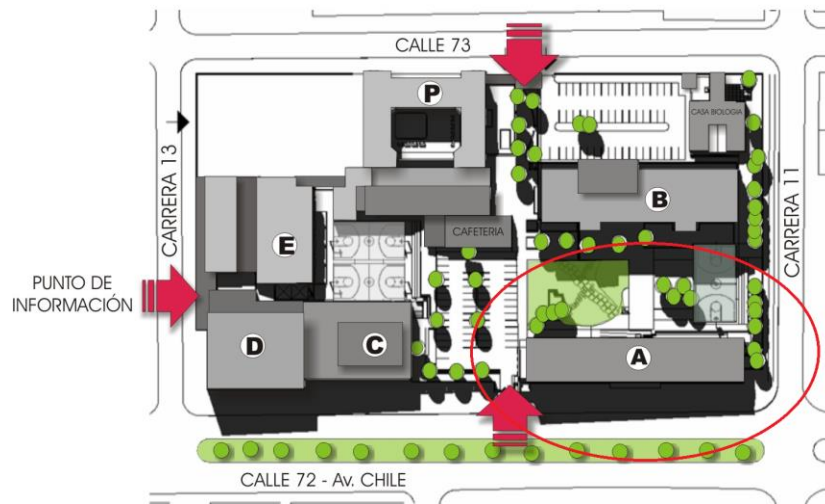 CALLE 73
P
CASA BIOLOGIA
CARRERA 13
CARRERA 11
B
E
CAFETERIA
PUNTO DE
INFORMACIÓN
D
C
A
CALLE 72 - Av. CHILE